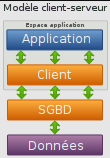 Modèle client-serveur
Espace application
Application
Client
SGBD
Données